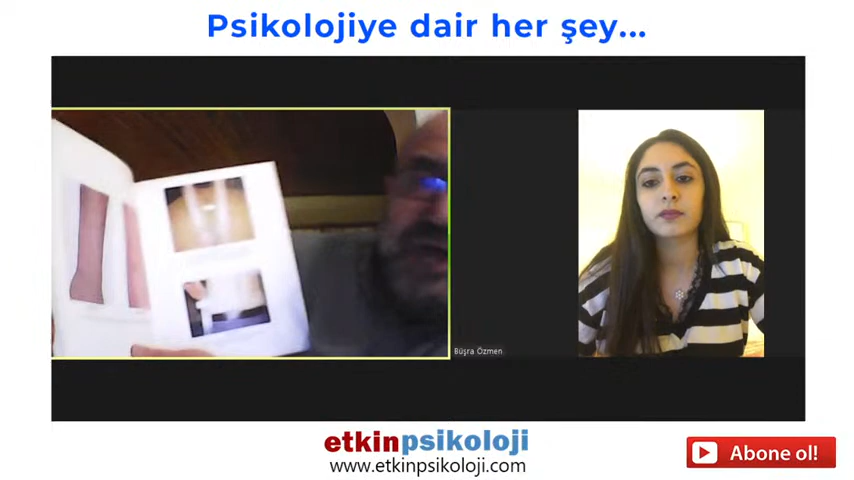 Psikolojiye dair her şey...
Büşra Özmen
etkinpsikoloji
www.etkinpsikoloji.com
Abone ol!